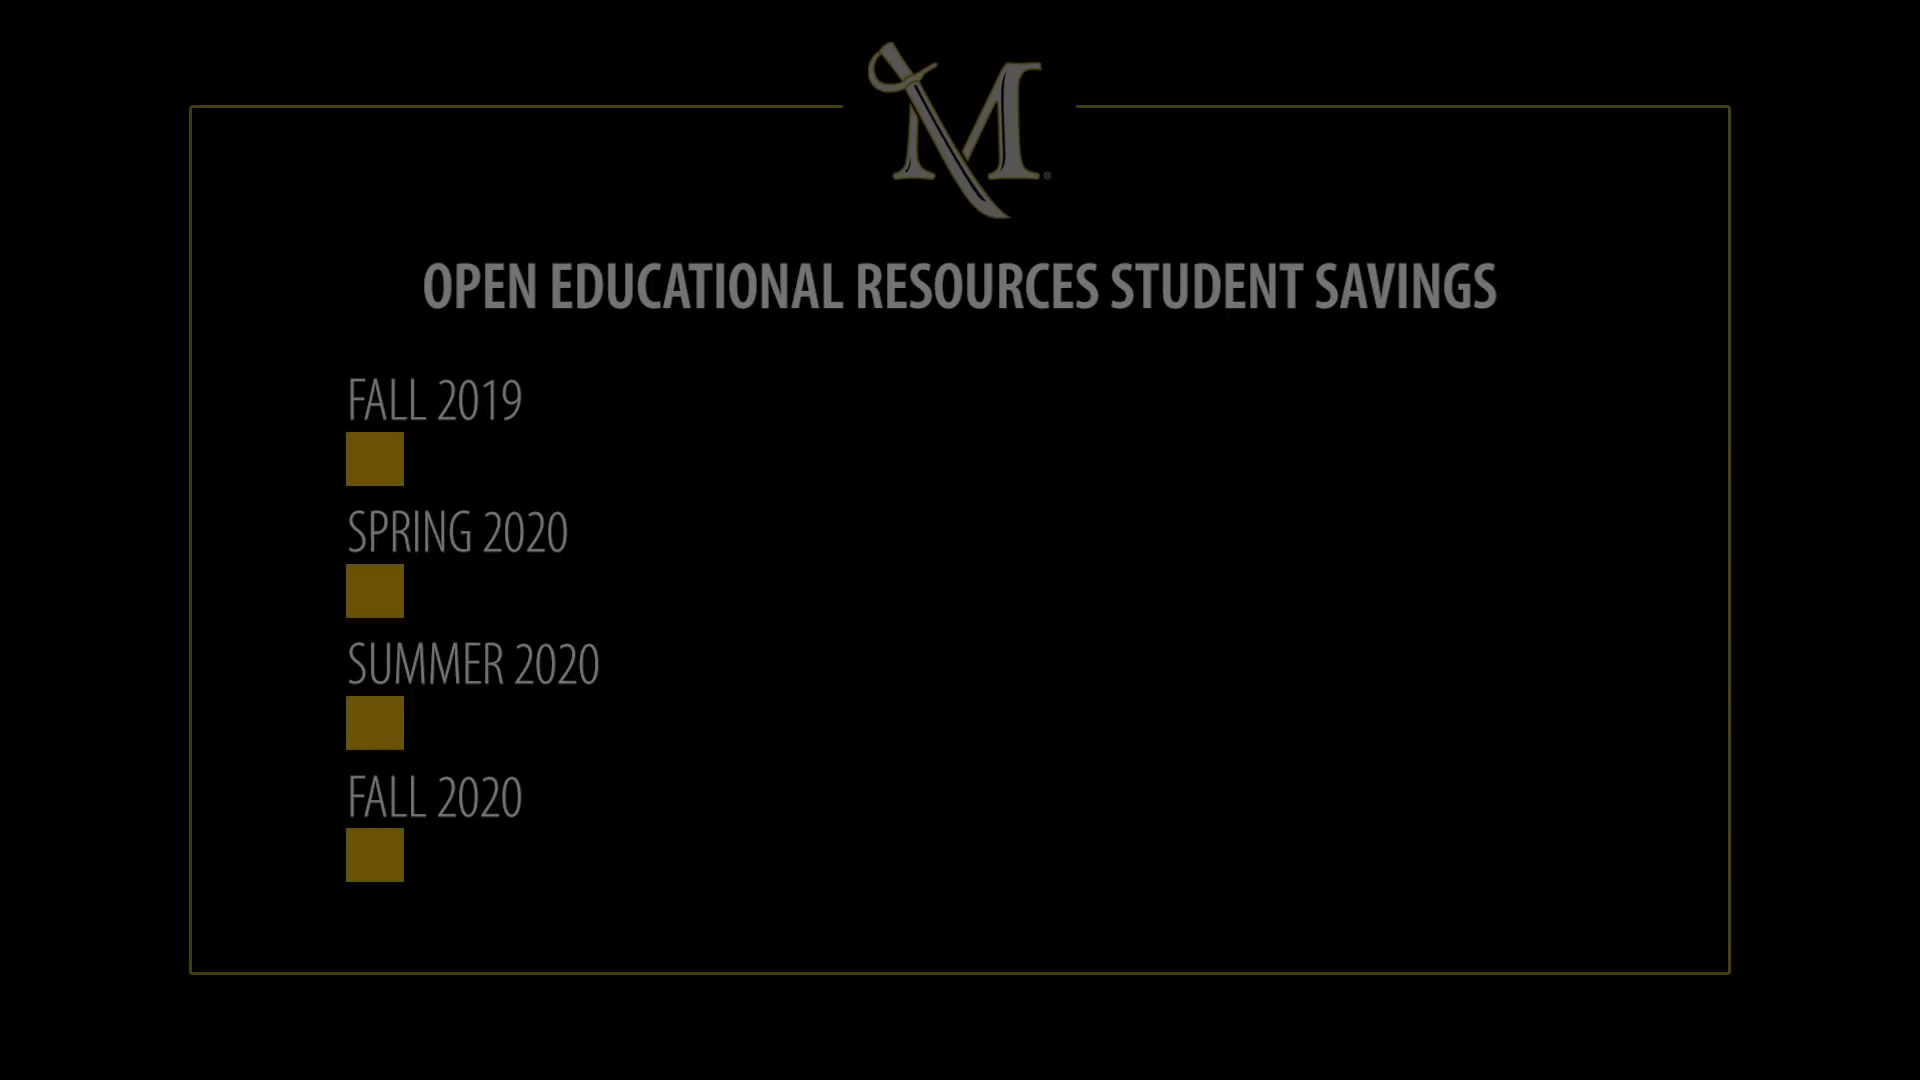 M®
OPEN EDUCATIONAL RESOURCES STUDENT SAVINGS
FALL 2019
SPRING 2020
SUMMER 2020
FALL 2020